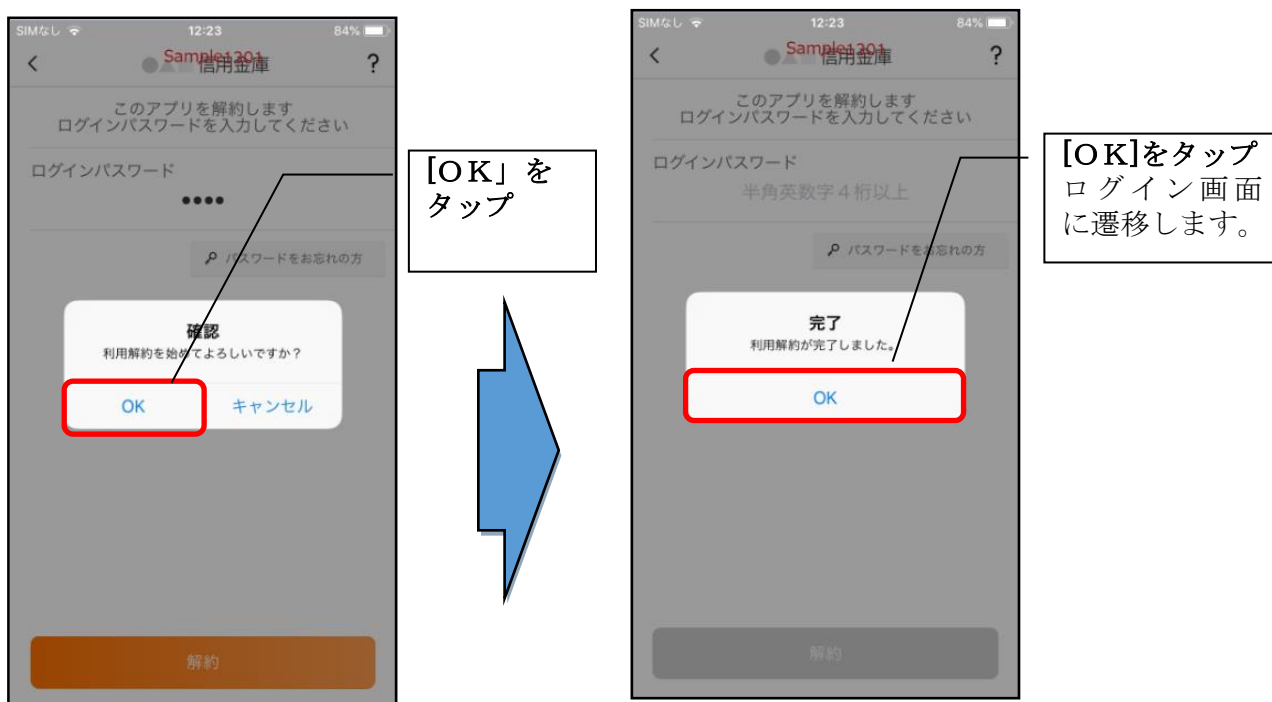 SIMなし 12:23 84%
< Sample1201 信用金庫 ?
このアプリを解約します
ログインパスワードを入力してください
ログインパスワード
••••
パスワードをお忘れの方
確認
利用解約を始めてよろしいですか？
OK キャンセル
解約
[OK」を
タップ
SIMなし 12:23 84%
< Sample1201 信用金庫 ?
このアプリを解約します
ログインパスワードを入力してください
ログインパスワード
半角英数字４桁以上
パスワードをお忘れの方
完了
利用解約が完了しました。
OK
解約
[OK]をタップ
ログイン画面
に遷移します。